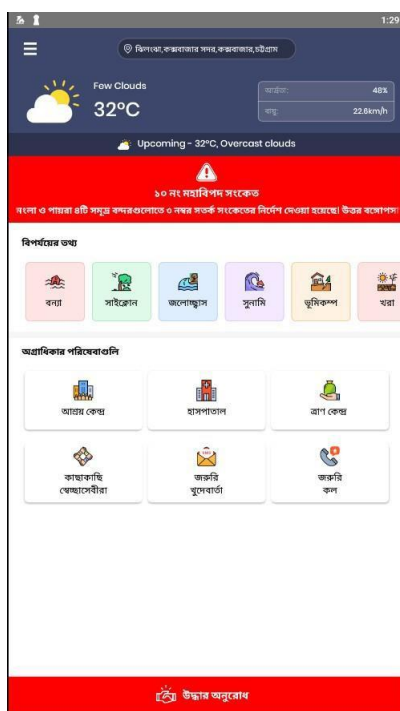 1:29
ঝিলংঝা,কক্সবাজার সদর,কক্সবাজার,চট্টগ্রাম
Few Clouds
32°C
আর্দ্রতা:
48%
বায়ু:
22.6km/h
Upcoming - 32°C, Overcast clouds
১০ নং মহাবিপদ সংকেত
মংলা ও পায়রা ৪টি সমুদ্র বন্দরগুলোতে ৩ নম্বর সতর্ক সংকেতের নির্দেশ দেওয়া হয়েছে। উত্তর বঙ্গোপসা
বিপর্যয়ের তথ্য
বন্যা
সাইক্লোন
জলোচ্ছ্বাস
সুনামি
ভূমিকম্প
খরা
অগ্রাধিকার পরিষেবাগুলি
আশ্রয় কেন্দ্র
হাসপাতাল
ত্রাণ কেন্দ্র
কাছাকাছি
স্বেচ্ছাসেবীরা
জরুরি
খুদেবার্তা
জরুরি
কল
উদ্ধার অনুরোধ